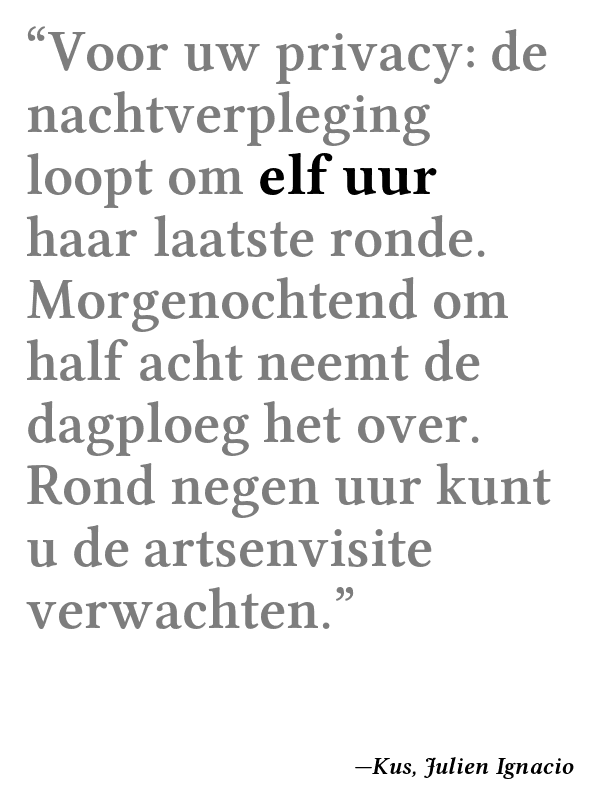 “Voor uw privacy: de
nachtverpleging
loopt om elf uur
haar laatste ronde.
Morgenochtend om
half acht neemt de
dagploeg het over.
Rond negen uur kunt
u de artsenvisite
verwachten.”
—Kus, Julien Ignacio